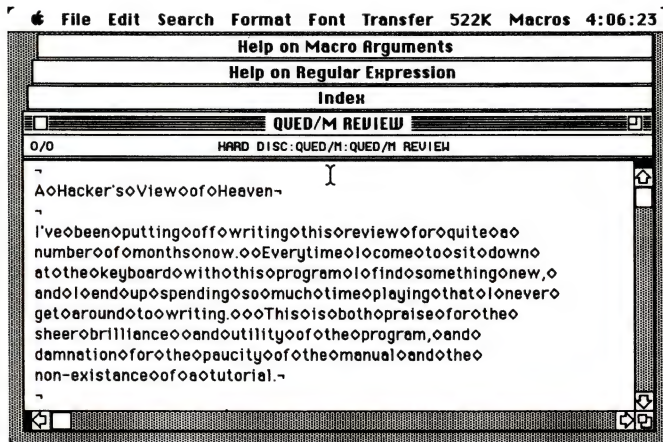 File Edit Search Format Font Transfer 522K Macros 4:06:23
Help on Macro Arguments
Help on Regular Expression
Index
QUED/M REVIEW
0/0 HARD DISC:QUED/M:QUED/M REVIEW
¬
A◇Hacker's◇View◇of◇Heaven¬
¬
I've◇been◇putting◇off◇writing◇this◇review◇for◇quite◇a◇
number◇of◇months◇now.◇◇Everytime◇I◇come◇to◇sit◇down◇
at◇the◇keyboard◇with◇this◇program◇I◇find◇something◇new,◇
and◇I◇end◇up◇spending◇so◇much◇time◇playing◇that◇I◇never◇
get◇around◇to◇writing.◇◇◇This◇is◇both◇praise◇for◇the◇
sheer◇brilliance◇◇and◇utility◇of◇the◇program,◇and◇
damnation◇for◇the◇paucity◇of◇the◇manual◇and◇the◇
non-existance◇of◇a◇tutorial.¬
¬